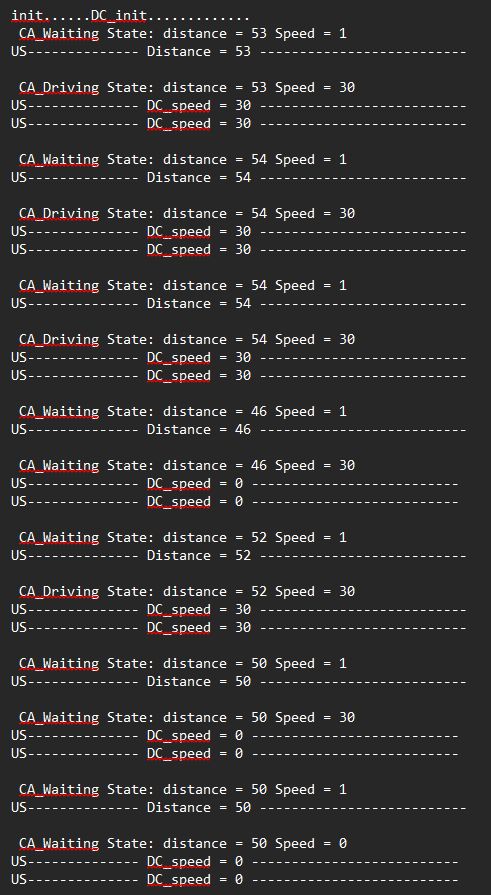 init......DC_init.............
CA_Waiting State: distance = 53 Speed = 1
US-------------- Distance = 53 --------------------------
CA_Driving State: distance = 53 Speed = 30
US-------------- DC_speed = 30 --------------------------
US-------------- DC_speed = 30 --------------------------
CA_Waiting State: distance = 54 Speed = 1
US-------------- Distance = 54 --------------------------
CA_Driving State: distance = 54 Speed = 30
US-------------- DC_speed = 30 --------------------------
US-------------- DC_speed = 30 --------------------------
CA_Waiting State: distance = 54 Speed = 1
US-------------- Distance = 54 --------------------------
CA_Driving State: distance = 54 Speed = 30
US-------------- DC_speed = 30 --------------------------
US-------------- DC_speed = 30 --------------------------
CA_Waiting State: distance = 46 Speed = 1
US-------------- Distance = 46 --------------------------
CA_Waiting State: distance = 46 Speed = 30
US-------------- DC_speed = 0 --------------------------
US-------------- DC_speed = 0 --------------------------
CA_Waiting State: distance = 52 Speed = 1
US-------------- Distance = 52 --------------------------
CA_Driving State: distance = 52 Speed = 30
US-------------- DC_speed = 30 --------------------------
US-------------- DC_speed = 30 --------------------------
CA_Waiting State: distance = 50 Speed = 1
US-------------- Distance = 50 --------------------------
CA_Waiting State: distance = 50 Speed = 30
US-------------- DC_speed = 0 --------------------------
US-------------- DC_speed = 0 --------------------------
CA_Waiting State: distance = 50 Speed = 1
US-------------- Distance = 50 --------------------------
CA_Waiting State: distance = 50 Speed = 0
US-------------- DC_speed = 0 --------------------------
US-------------- DC_speed = 0 --------------------------